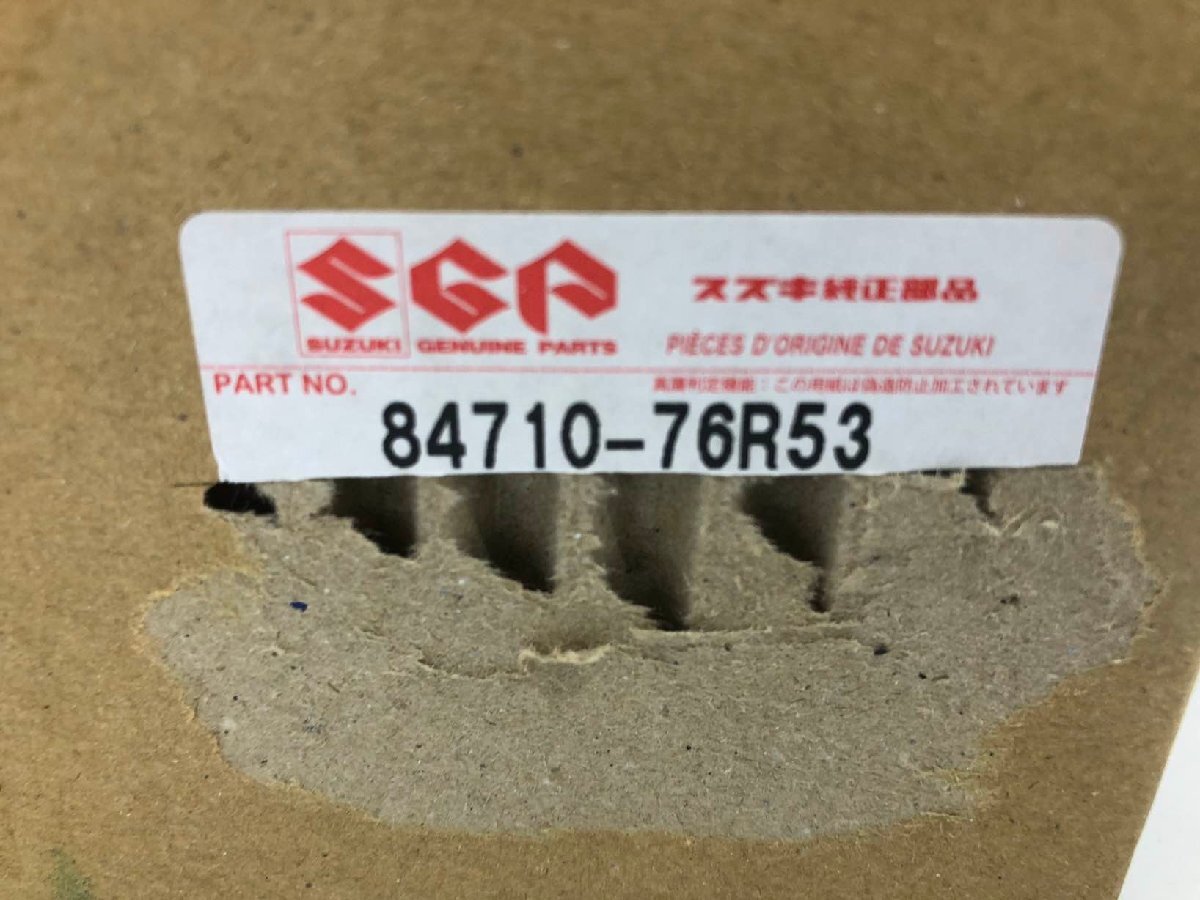 SGP
スズキ純正部品
SUZUKI GENUINE PARTS
PIÈCES D'ORIGINE DE SUZUKI
PART NO.
真贋判定機能:この用紙は偽造防止加工されています
84710-76R53